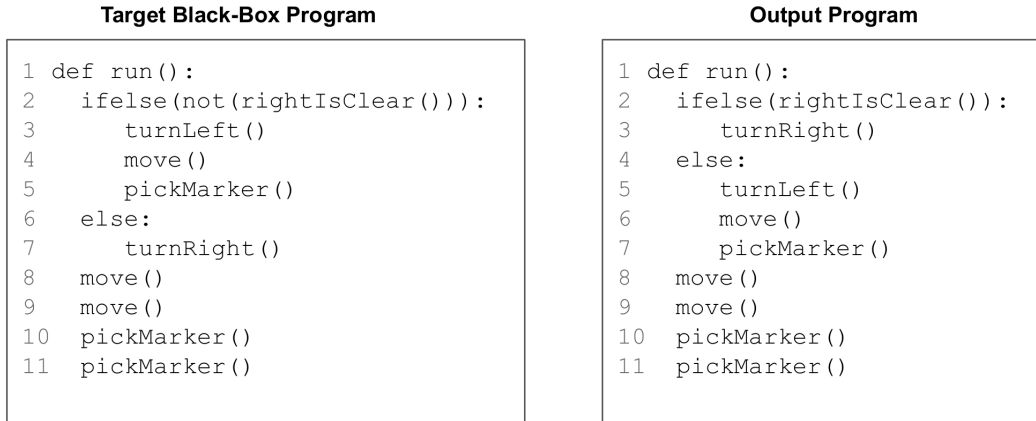 Target Black-Box Program
1 def run():
2 ifelse(not(rightIsClear())):
3 turnLeft()
4 move()
5 pickMarker()
6 else:
7 turnRight()
8 move()
9 move()
10 pickMarker()
11 pickMarker()
Output Program
1 def run():
2 ifelse(rightIsClear()):
3 turnRight()
4 else:
5 turnLeft()
6 move()
7 pickMarker()
8 move()
9 move()
10 pickMarker()
11 pickMarker()